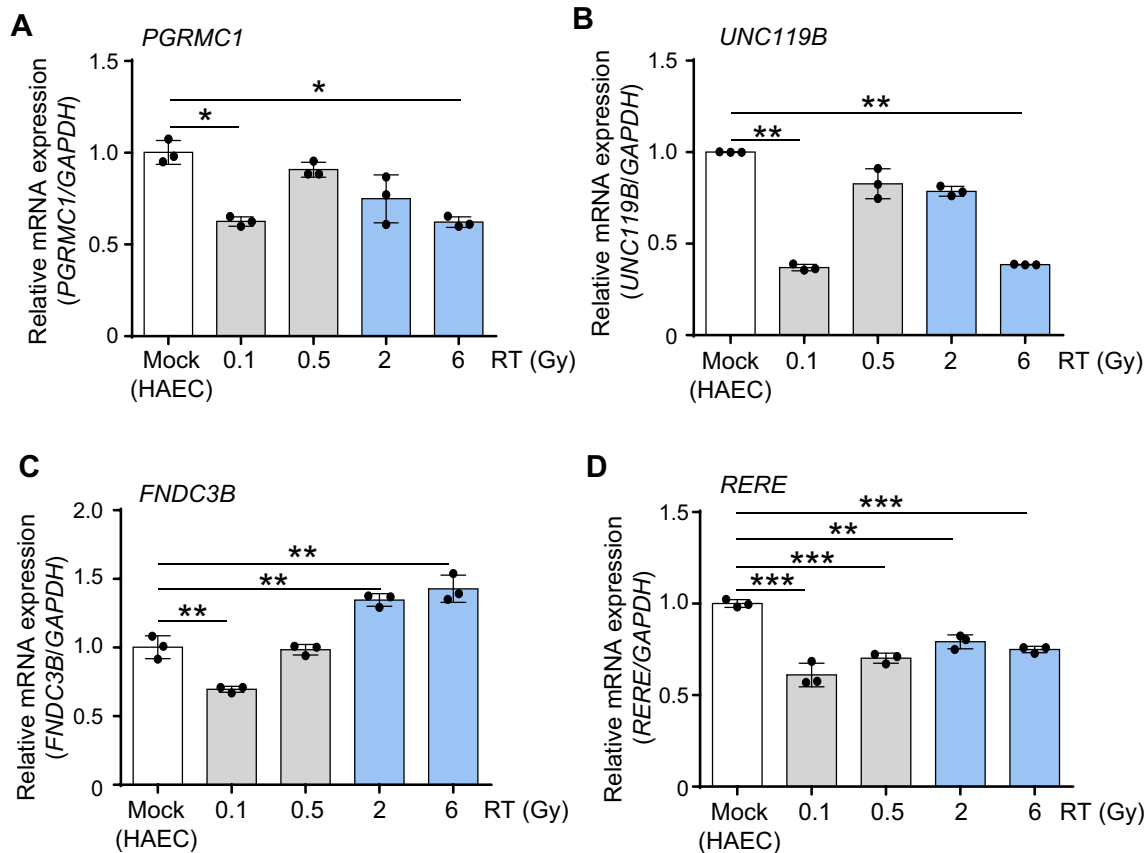 A
PGRMC1
Relative mRNA expression
(PGRMC1/GAPDH)
1.5
1.0
0.5
0
*
*
Mock 0.1 0.5 2 6 RT (Gy)
(HAEC)
B
UNC119B
Relative mRNA expression
(UNC119B/GAPDH)
1.5
1.0
0.5
0
**
**
Mock 0.1 0.5 2 6 RT (Gy)
(HAEC)
C
FNDC3B
Relative mRNA expression
(FNDC3B/GAPDH)
2.0
1.5
1.0
0.5
0
**
**
**
Mock 0.1 0.5 2 6 RT (Gy)
(HAEC)
D
RERE
Relative mRNA expression
(RERE/GAPDH)
1.5
1.0
0.5
0
***
**
***
***
Mock 0.1 0.5 2 6 RT (Gy)
(HAEC)